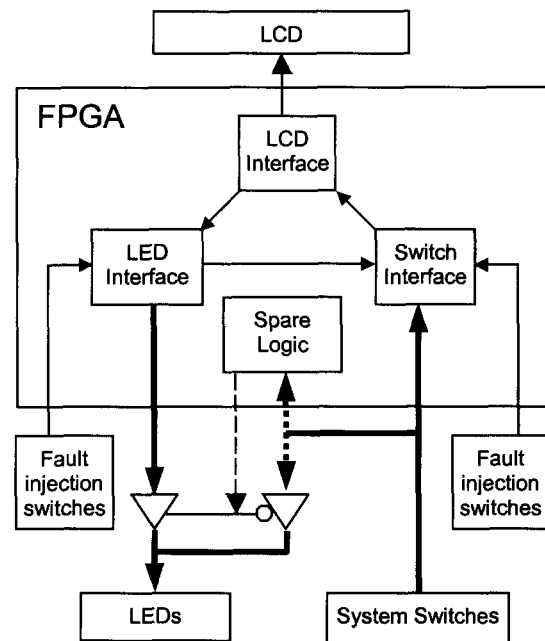 LCD
FPGA
LCD
Interface
LED
Interface
Switch
Interface
Spare
Logic
Fault
injection
switches
Fault
injection
switches
LEDs
System Switches